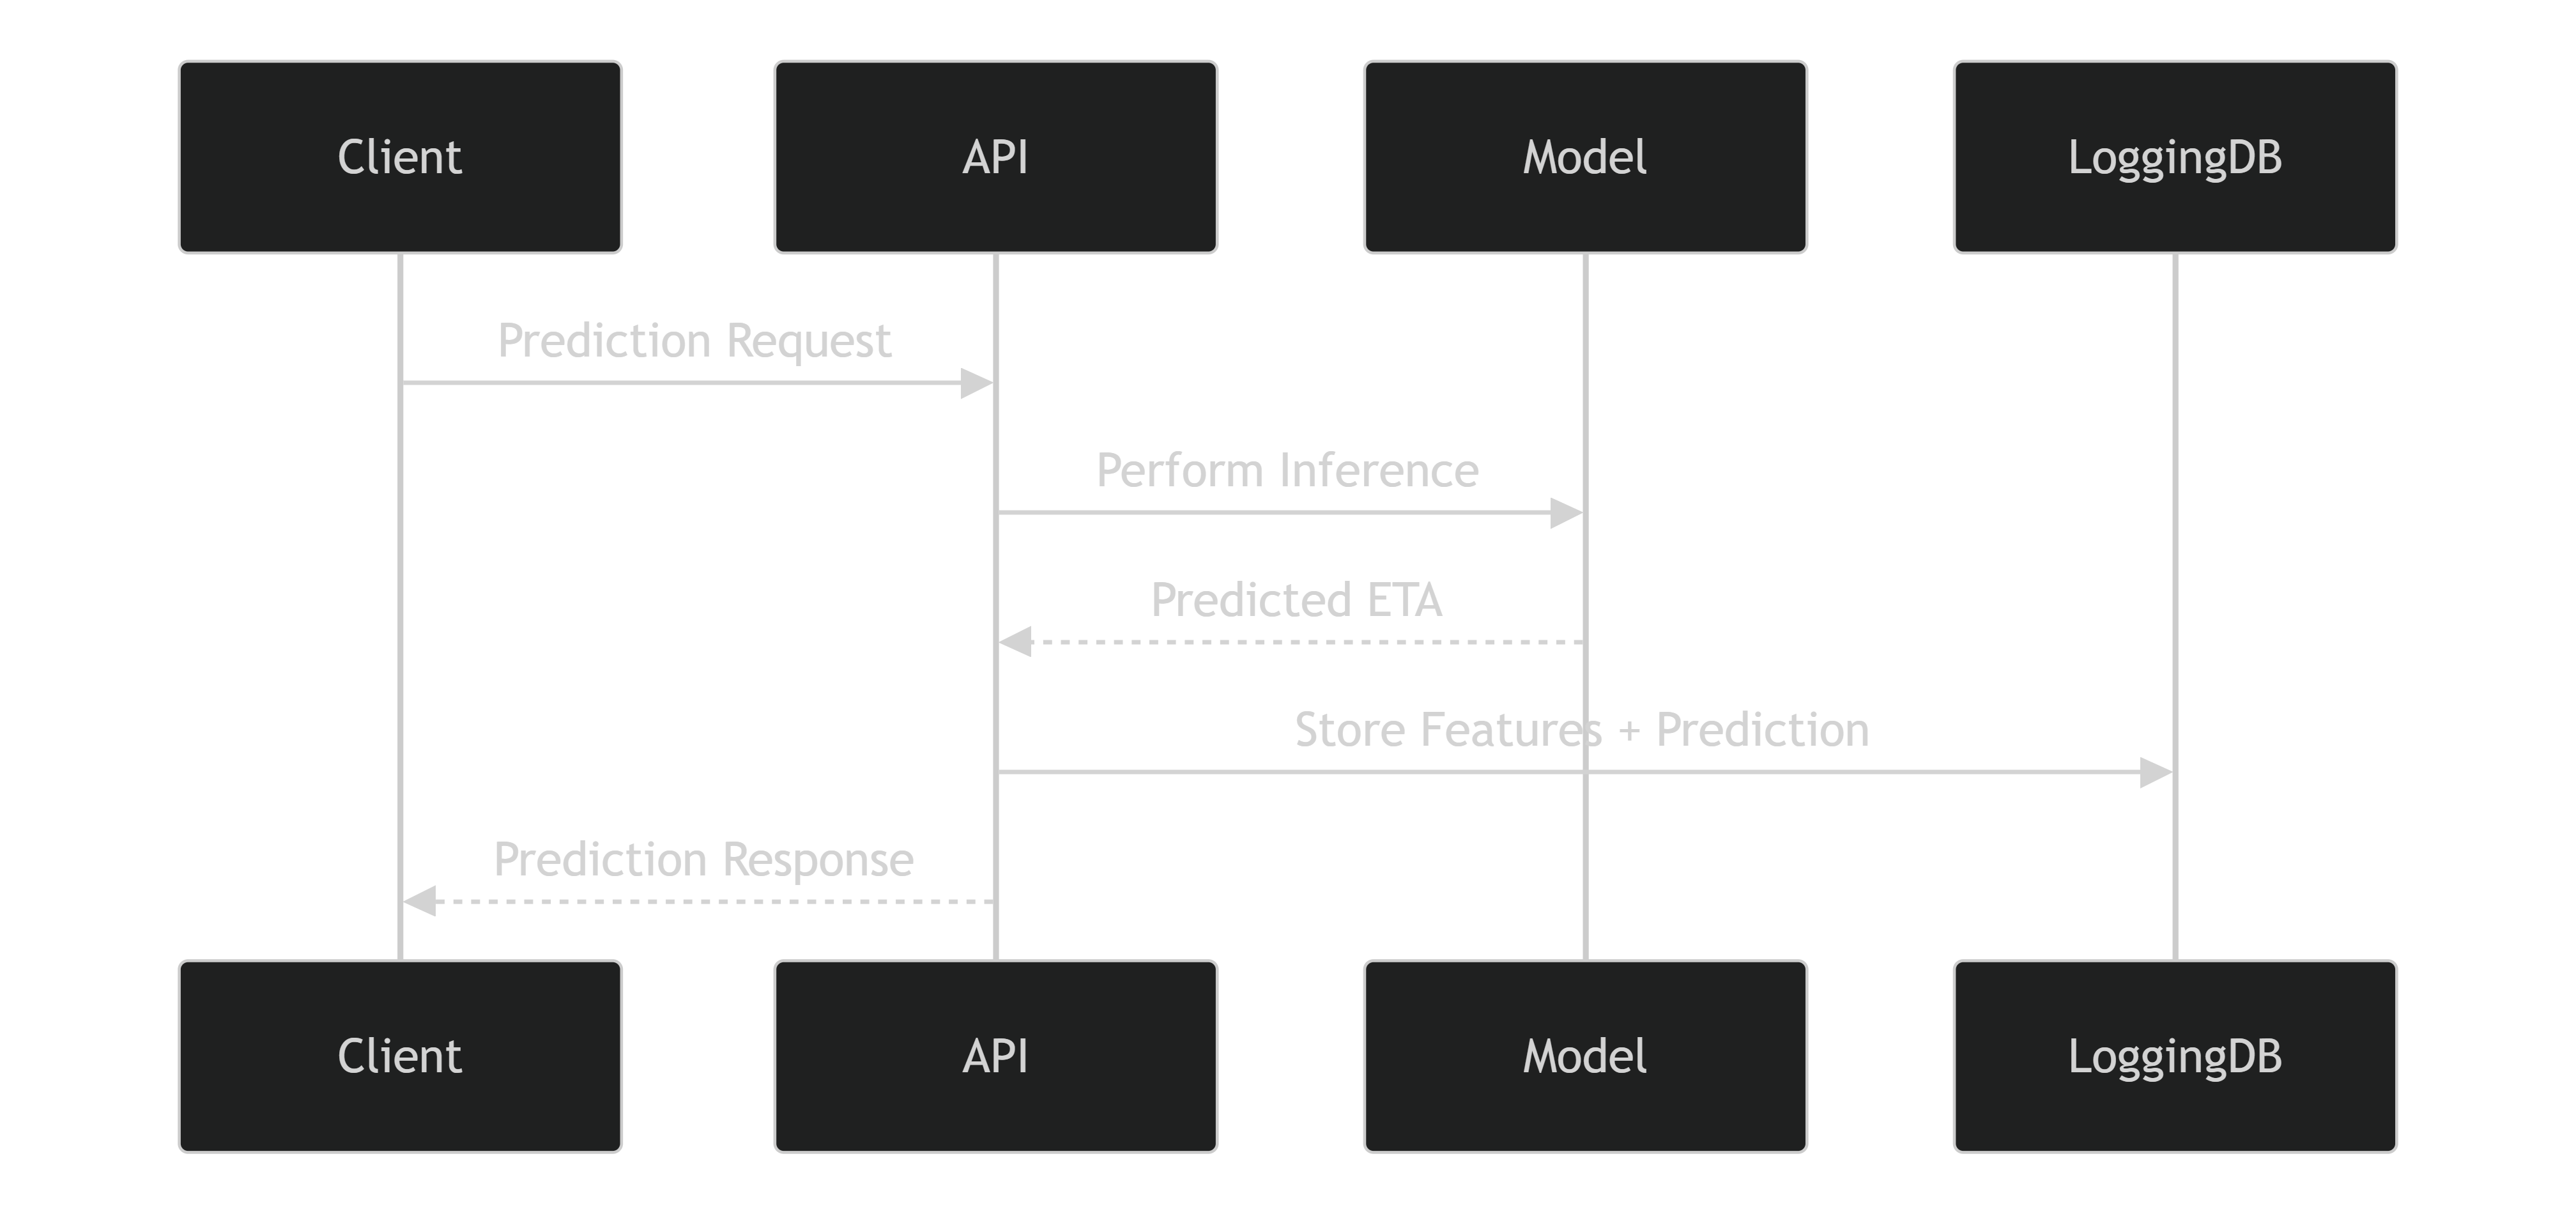 Client
API
Model
LoggingDB
Prediction Request
Perform Inference
Predicted ETA
Store Features + Prediction
Prediction Response
Client
API
Model
LoggingDB